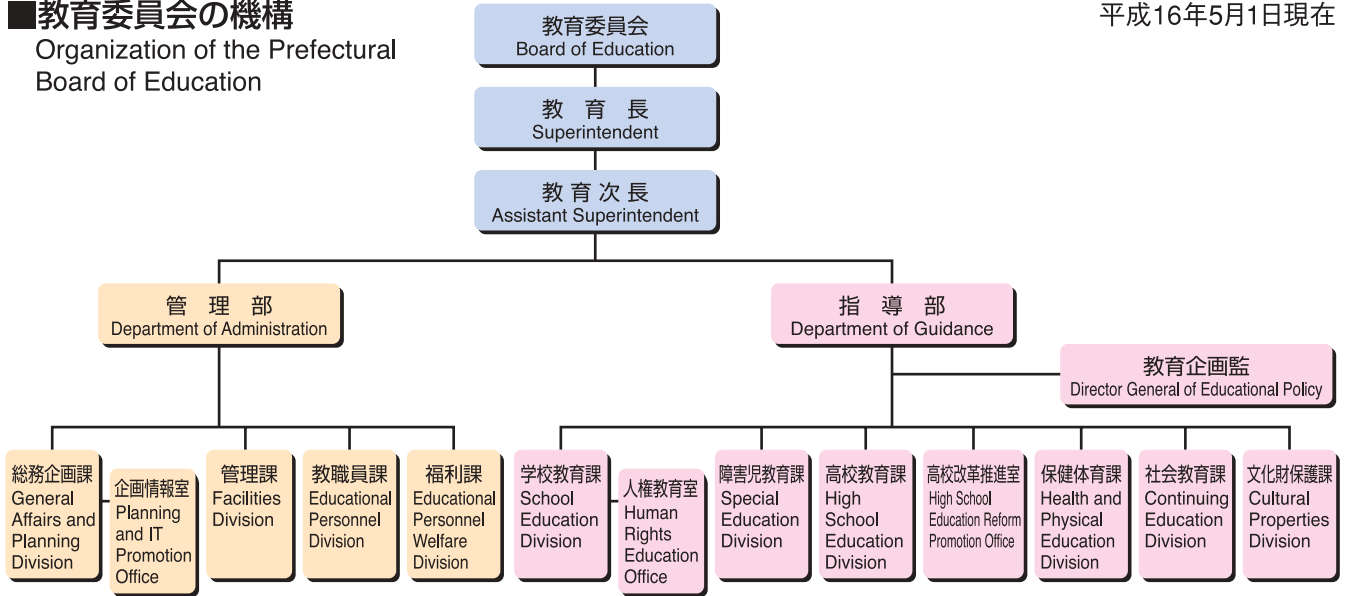 ■教育委員会の機構
Organization of the Prefectural
Board of Education
平成16年5月1日現在
教育委員会
Board of Education
教 育 長
Superintendent
教 育 次 長
Assistant Superintendent
管 理 部
Department of Administration
指 導 部
Department of Guidance
教育企画監
Director General of Educational Policy
総務企画課
General
Affairs and
Planning
Division
企画情報室
Planning
and IT
Promotion
Office
管理課
Facilities
Division
教職員課
Educational
Personnel
Division
福利課
Educational
Personnel
Welfare
Division
学校教育課
School
Education
Division
人権教育室
Human
Rights
Education
Office
障害児教育課
Special
Education
Division
高校教育課
High
School
Education
Division
高校改革推進室
High School
Education Reform
Promotion Office
保健体育課
Health and
Physical
Education
Division
社会教育課
Continuing
Education
Division
文化財保護課
Cultural
Properties
Division